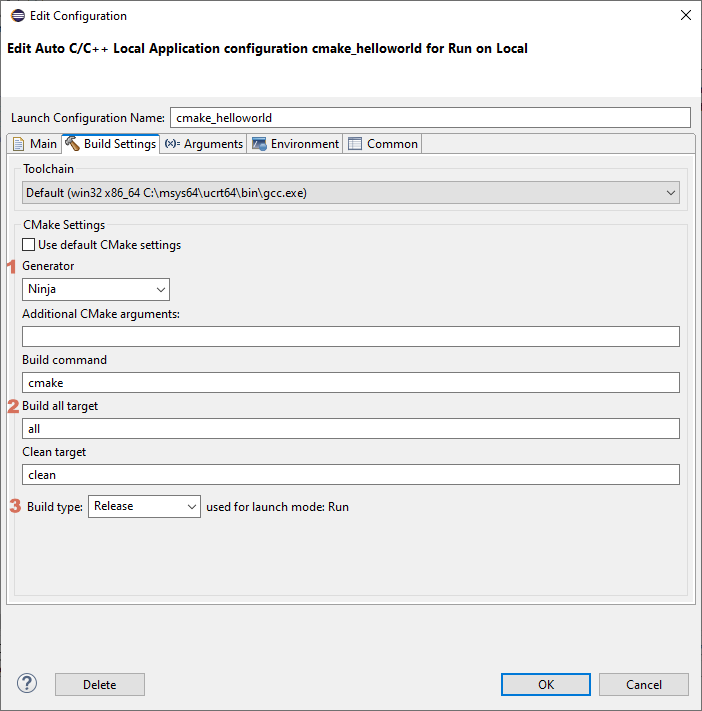 Edit Configuration
Edit Auto C/C++ Local Application configuration cmake_helloworld for Run on Local
Launch Configuration Name: cmake_helloworld
Main Build Settings (x)= Arguments Environment Common
Toolchain
Default (win32 x86_64 C:\msys64\ucrt64\bin\gcc.exe)
CMake Settings
Use default CMake settings
1 Generator
Ninja
Additional CMake arguments:
Build command
cmake
2 Build all target
all
Clean target
clean
3 Build type: Release used for launch mode: Run
? Delete OK Cancel